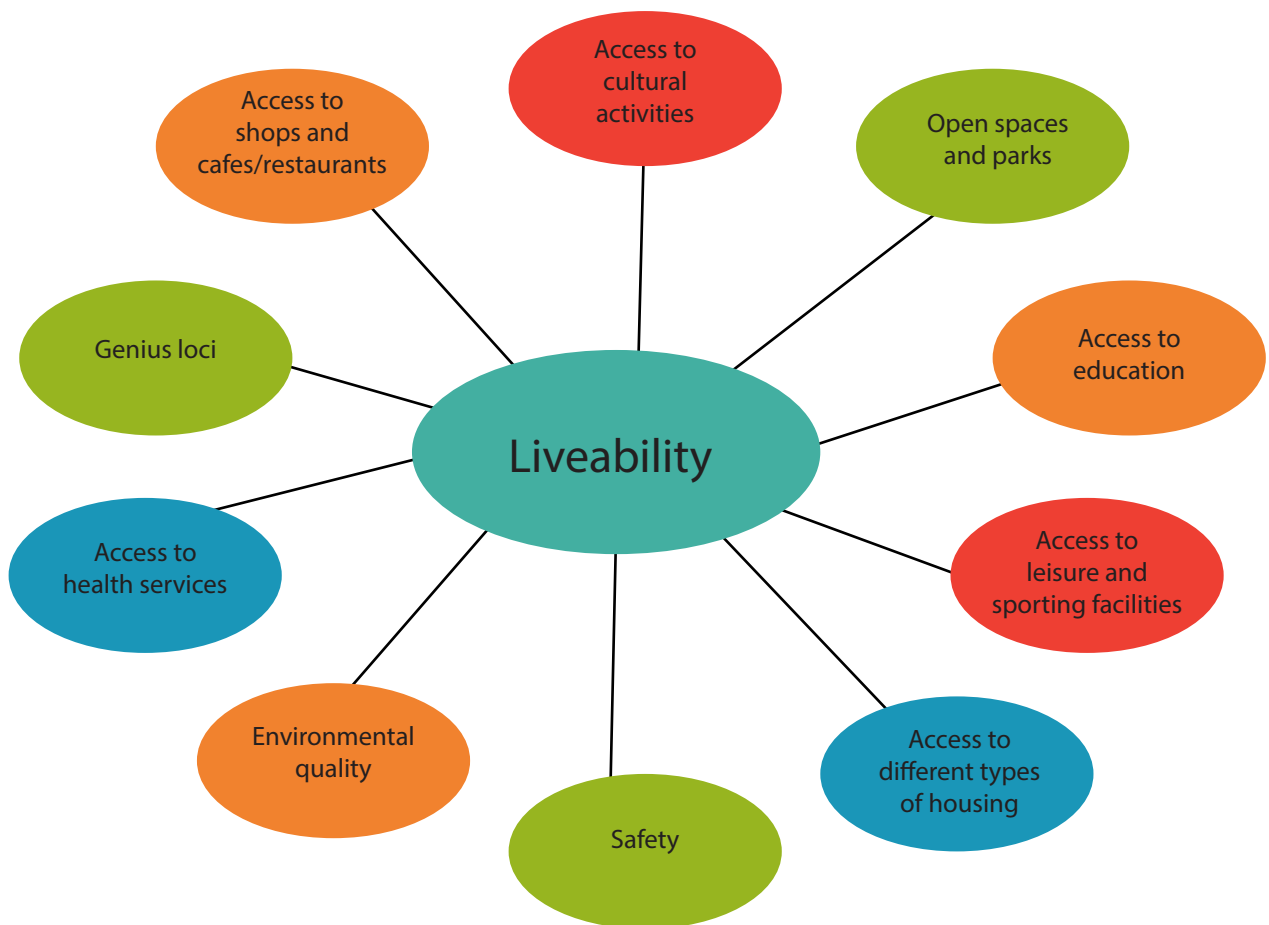 Access to
cultural
activities
Access to
shops and
cafes/restaurants
Open spaces
and parks
Genius loci
Access to
education
Liveability
Access to
health services
Access to
leisure and
sporting facilities
Environmental
quality
Access to
different types
of housing
Safety